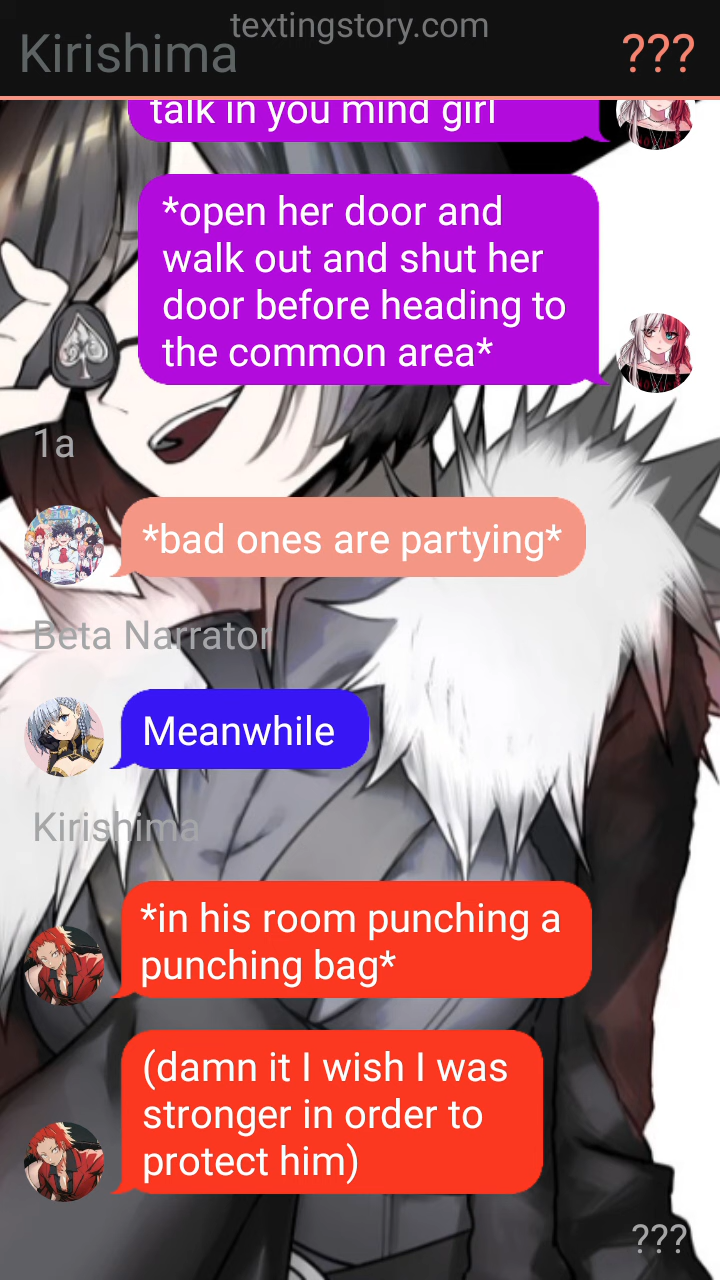 textingstory.com
Kirishima
???
talk in you mind girl
*open her door and
walk out and shut her
door before heading to
the common area*
1a
*bad ones are partying*
Beta Narrator
Meanwhile
Kirishima
*in his room punching a
punching bag*
(damn it I wish I was
stronger in order to
protect him)
???